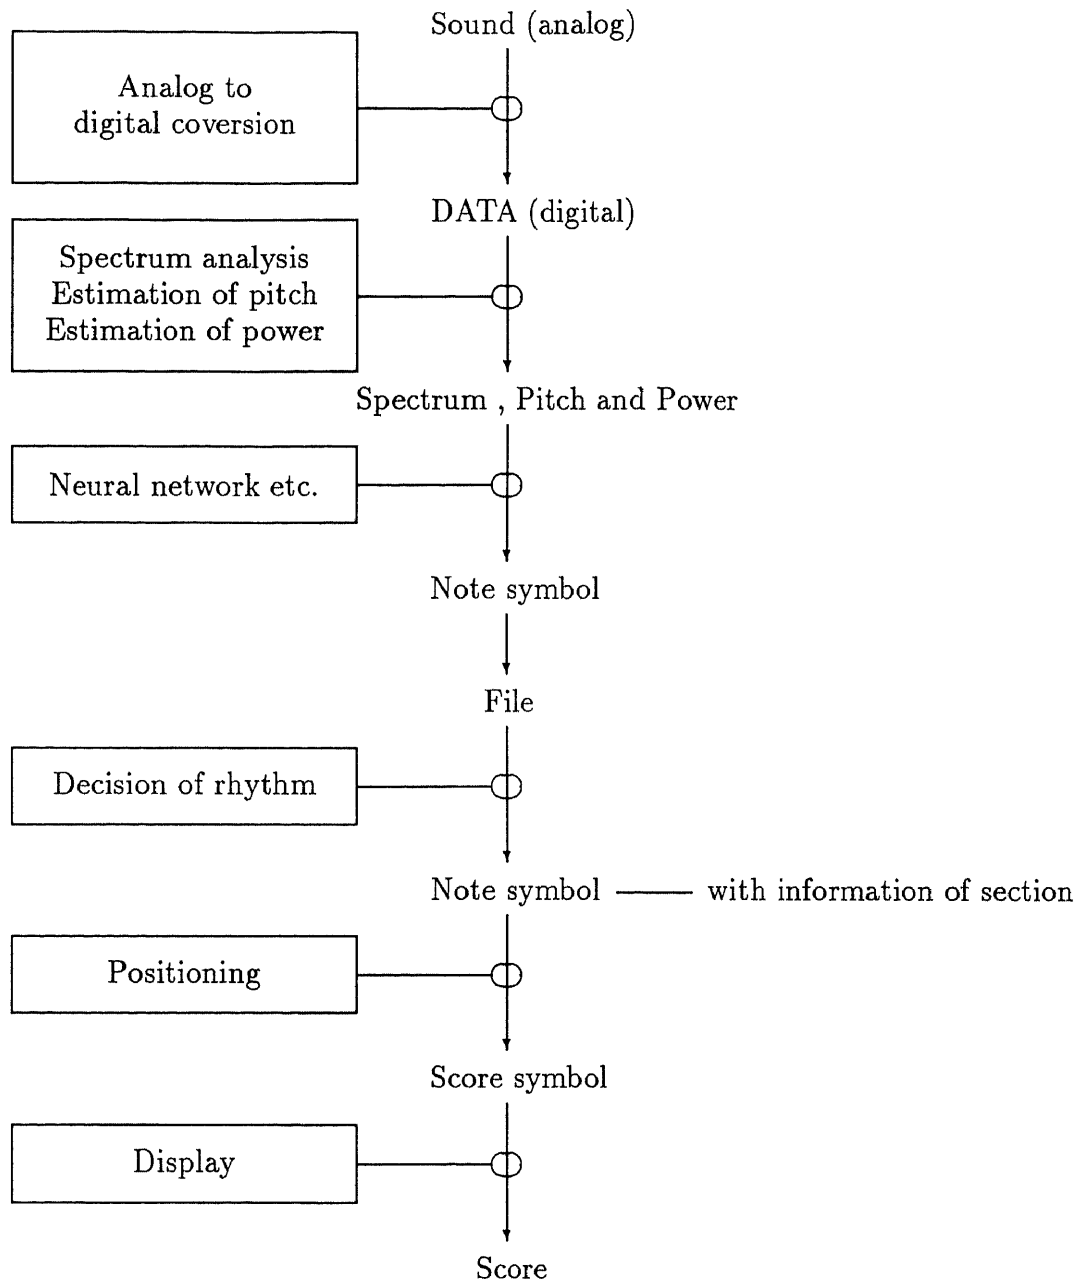 Sound (analog)
Analog to
digital coversion
DATA (digital)
Spectrum analysis
Estimation of pitch
Estimation of power
Spectrum , Pitch and Power
Neural network etc.
Note symbol
File
Decision of rhythm
Note symbol
with information of section
Positioning
Score symbol
Display
Score